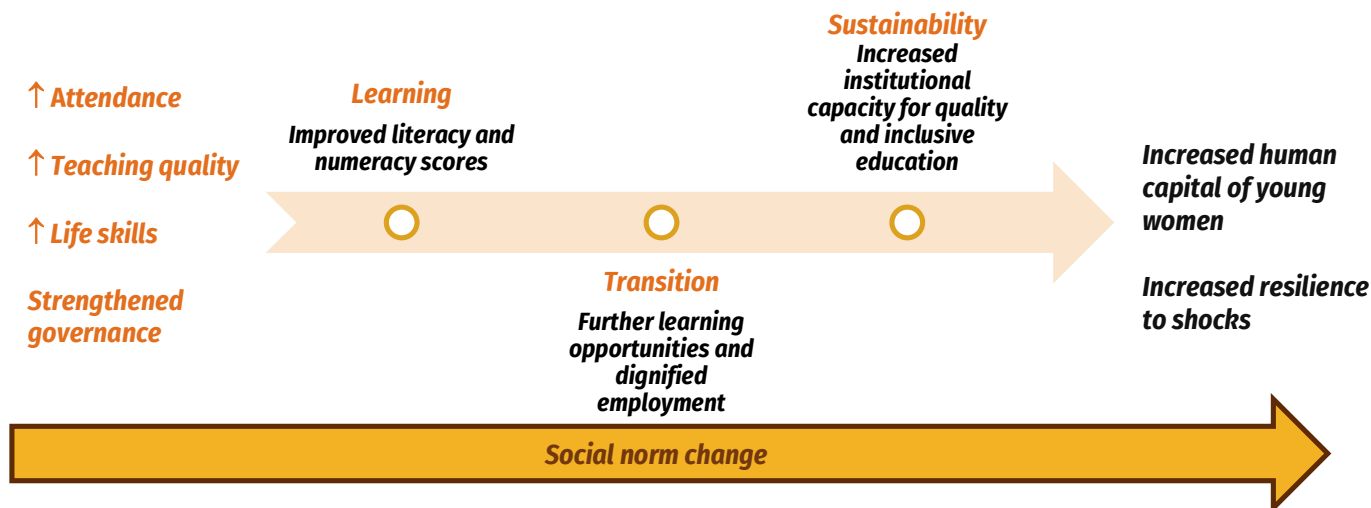 ↑ Attendance
↑ Teaching quality
↑ Life skills
Strengthened
governance
Learning
Improved literacy and
numeracy scores
Transition
Further learning
opportunities and
dignified
employment
Sustainability
Increased
institutional
capacity for quality
and inclusive
education
Increased human
capital of young
women
Increased resilience
to shocks
Social norm change